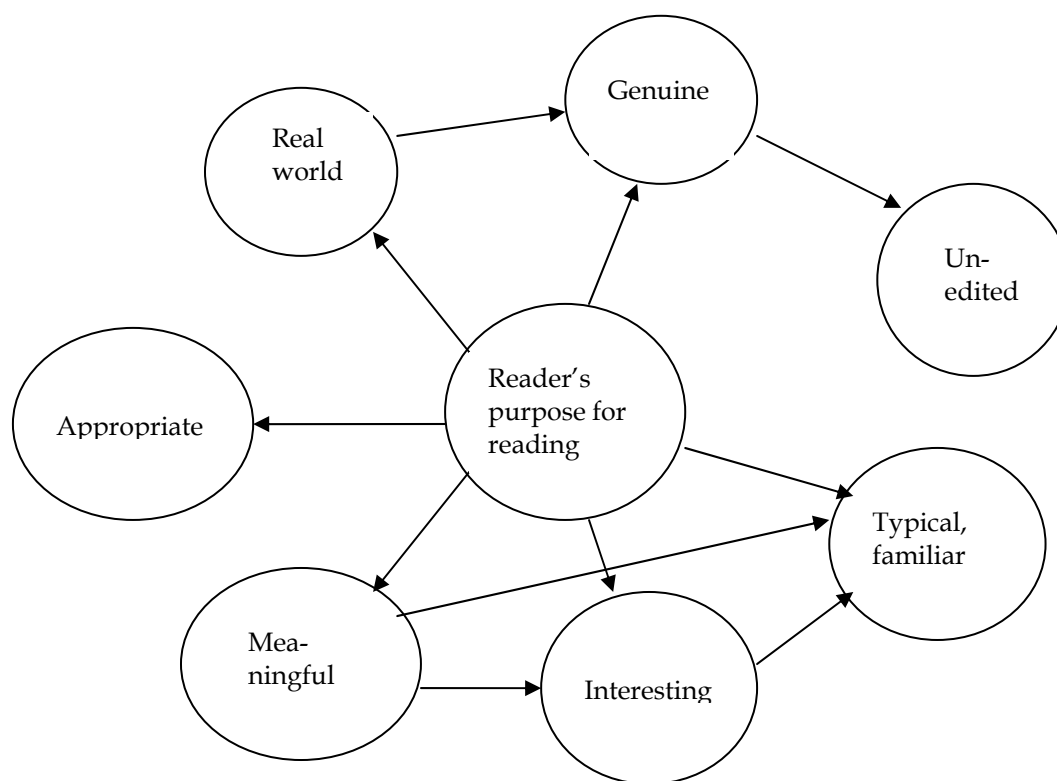 Genuine
Real
world
Un-
edited
Reader’s
purpose for
reading
Appropriate
Typical,
familiar
Mea-
ningful
Interesting